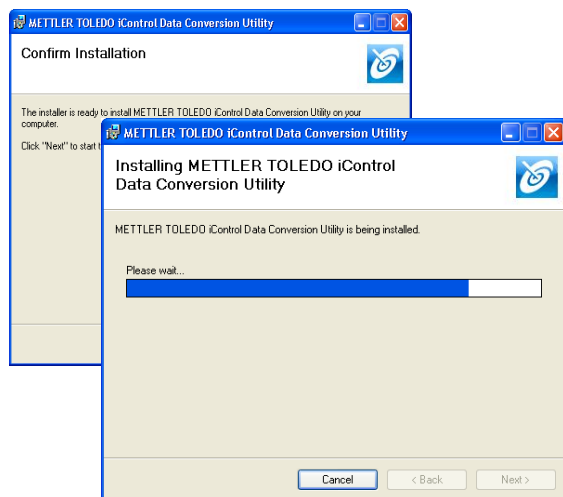 METTLER TOLEDO iControl Data Conversion Utility
Confirm Installation
The installer is ready to install METTLER TOLEDO iControl Data Conversion Utility on your
computer.
Click "Next" to start
METTLER TOLEDO iControl Data Conversion Utility
Installing METTLER TOLEDO iControl
Data Conversion Utility
METTLER TOLEDO iControl Data Conversion Utility is being installed.
Please wait...
Cancel
< Back
Next >